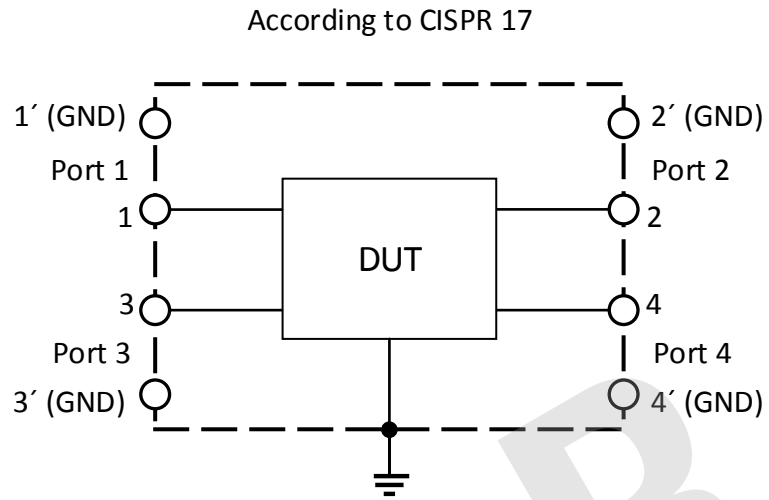 According to CISPR 17
1´ (GND) 2´ (GND)
Port 1 Port 2
1 2
DUT
3 4
Port 3 Port 4
3´ (GND) 4´ (GND)